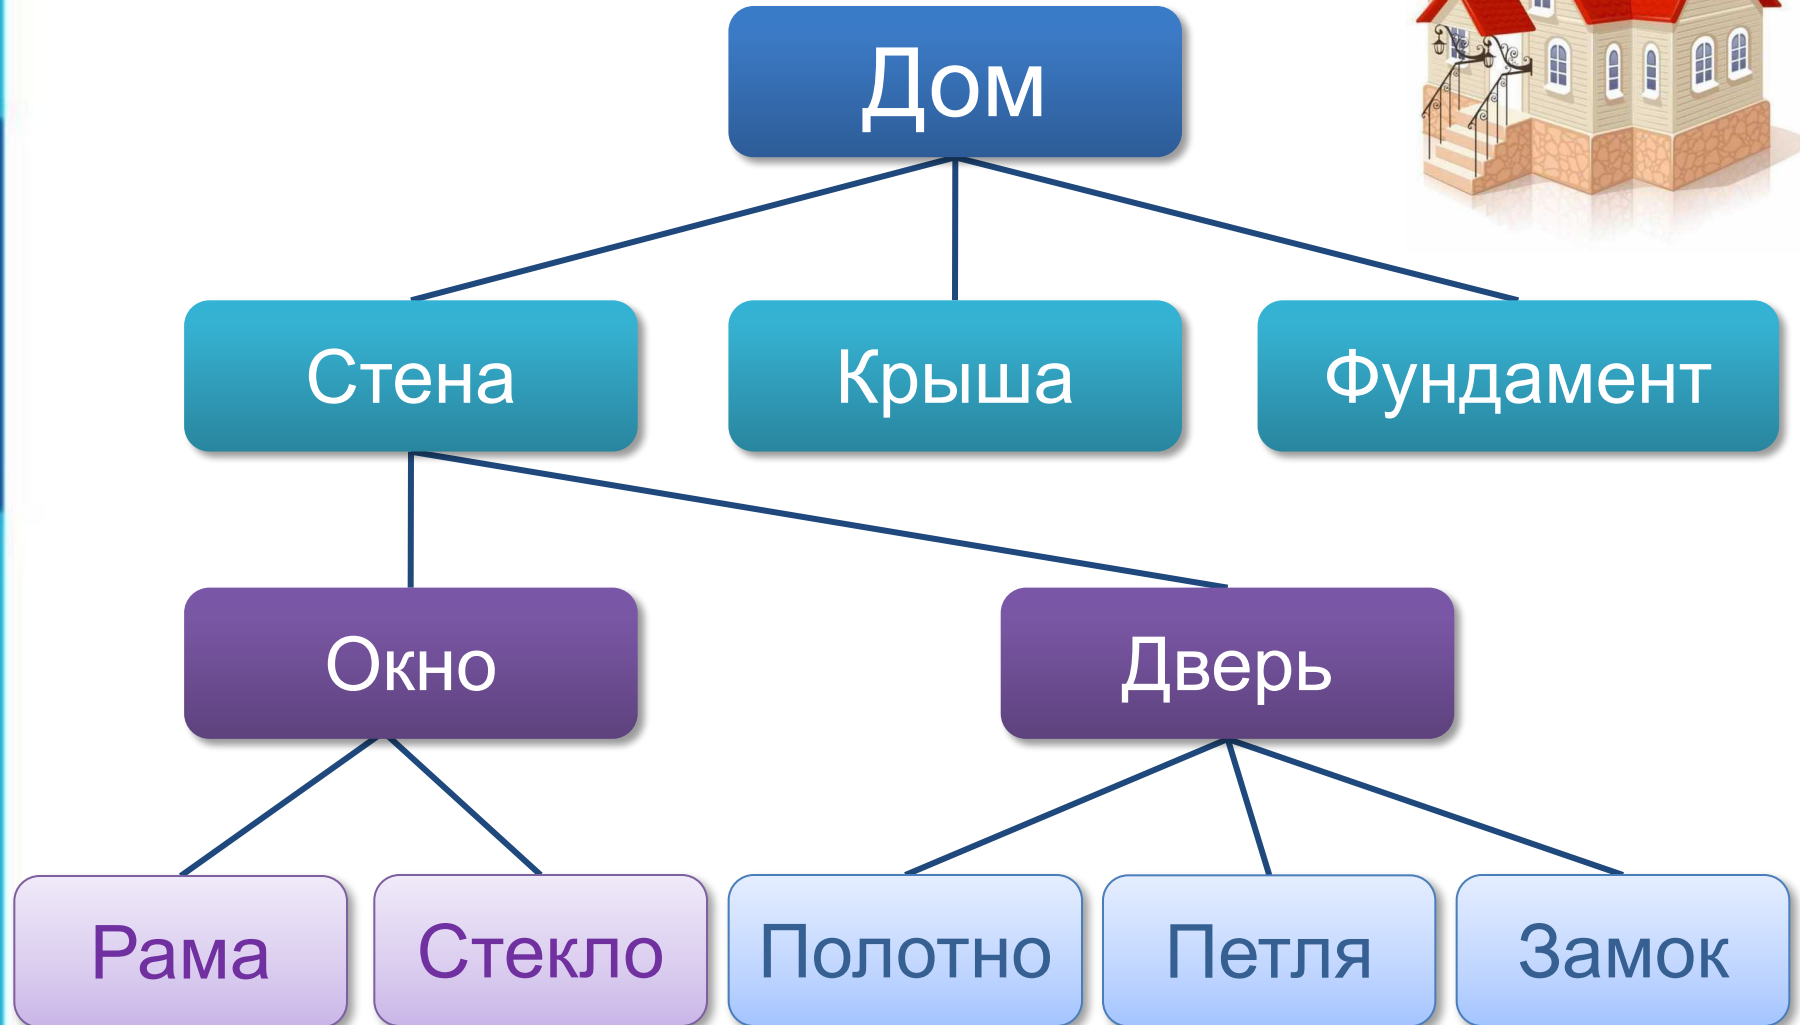 Дом
Стена
Крыша
Фундамент
Окно
Дверь
Рама
Стекло
Полотно
Петля
Замок